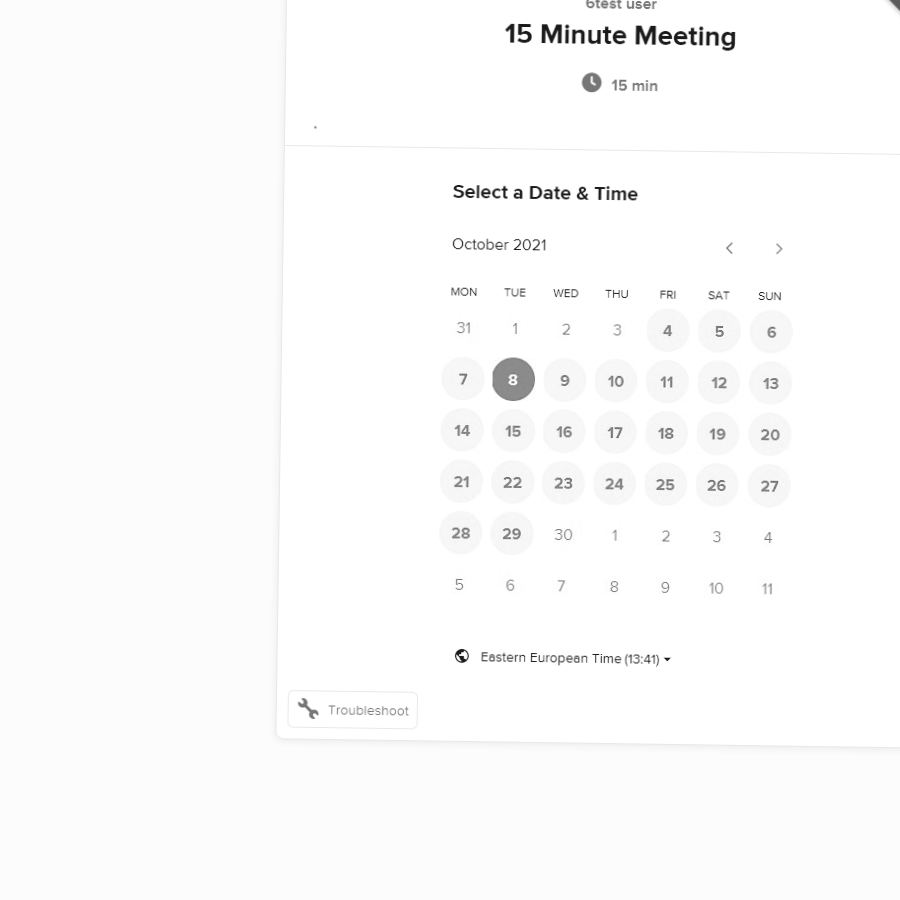 6test user
15 Minute Meeting
15 min
.
Select a Date & Time
October 2021
MON TUE WED THU FRI SAT SUN
31 1 2 3 4 5 6
7 8 9 10 11 12 13
14 15 16 17 18 19 20
21 22 23 24 25 26 27
28 29 30 1 2 3 4
5 6 7 8 9 10 11
Eastern European Time (13:41)
Troubleshoot